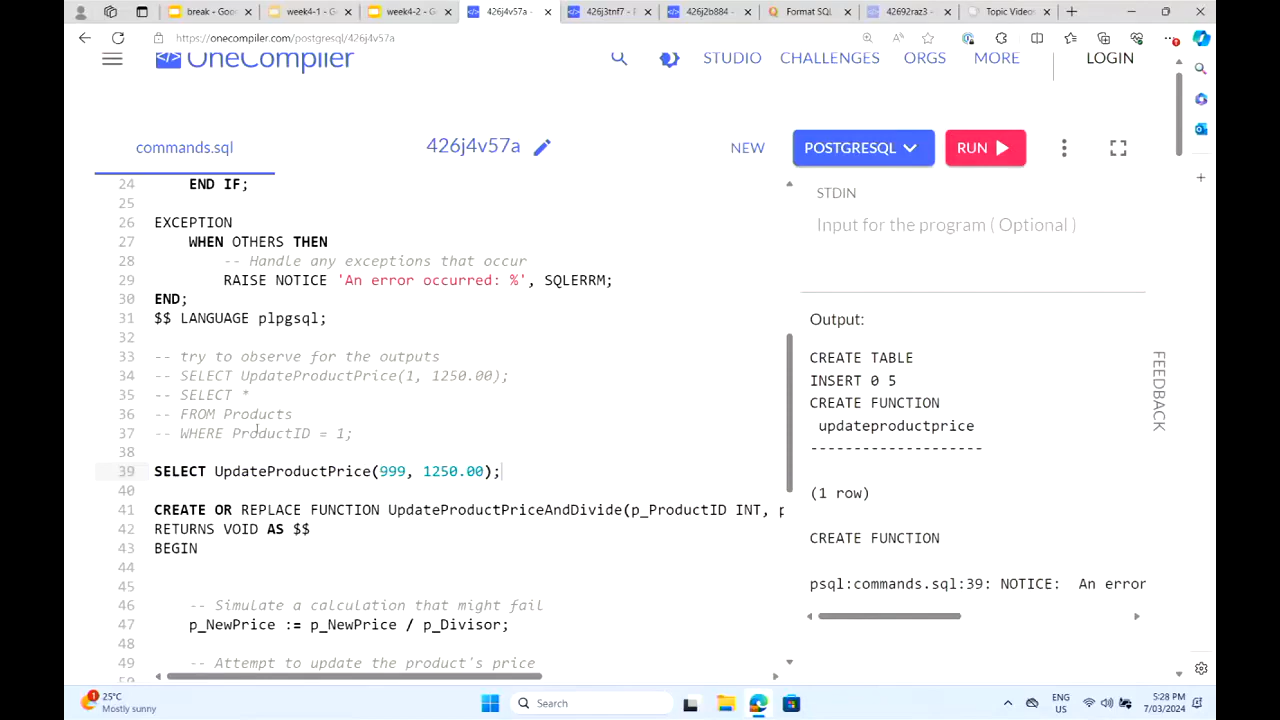 break - Goo
week4-1 - G
week4-2 - G
426j4v57a -
426j3tnf7 - P
426j2b884 -
Format SQL
42692raz3 -
Topic Videos
https://onecompiler.com/postgresql/426j4v57a
OneCompiler
STUDIO
CHALLENGES
ORGS
MORE
LOGIN
commands.sql
426j4v57a
NEW
POSTGRESQL
RUN
24 END IF;
25
26 EXCEPTION
27 WHEN OTHERS THEN
28 -- Handle any exceptions that occur
29 RAISE NOTICE 'An error occurred: %', SQLERRM;
30 END;
31 $$ LANGUAGE plpgsql;
32
33 -- try to observe for the outputs
34 -- SELECT UpdateProductPrice(1, 1250.00);
35 -- SELECT *
36 -- FROM Products
37 -- WHERE ProductID = 1;
38
39 SELECT UpdateProductPrice(999, 1250.00);
40
41 CREATE OR REPLACE FUNCTION UpdateProductPriceAndDivide(p_ProductID INT, p
42 RETURNS VOID AS $$
43 BEGIN
44
45
46 -- Simulate a calculation that might fail
47 p_NewPrice := p_NewPrice / p_Divisor;
48
49 -- Attempt to update the product's price
STDIN
Input for the program ( Optional )
Output:
CREATE TABLE
INSERT 0 5
CREATE FUNCTION
updateproductprice
--------------------
(1 row)
CREATE FUNCTION
psql:commands.sql:39: NOTICE: An error
FEEDBACK
1
25°C
Mostly sunny
Search
ENG
US
5:28 PM
7/03/2024